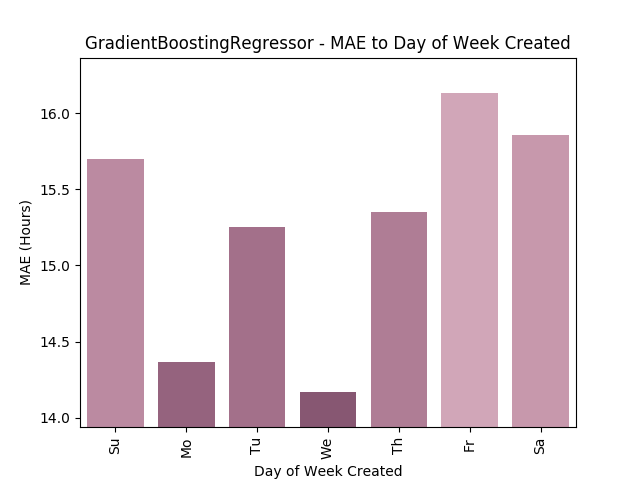 GradientBoostingRegressor - MAE to Day of Week Created
MAE (Hours)
16.0
15.5
15.0
14.5
14.0
Su
Mo
Tu
We
Th
Fr
Sa
Day of Week Created